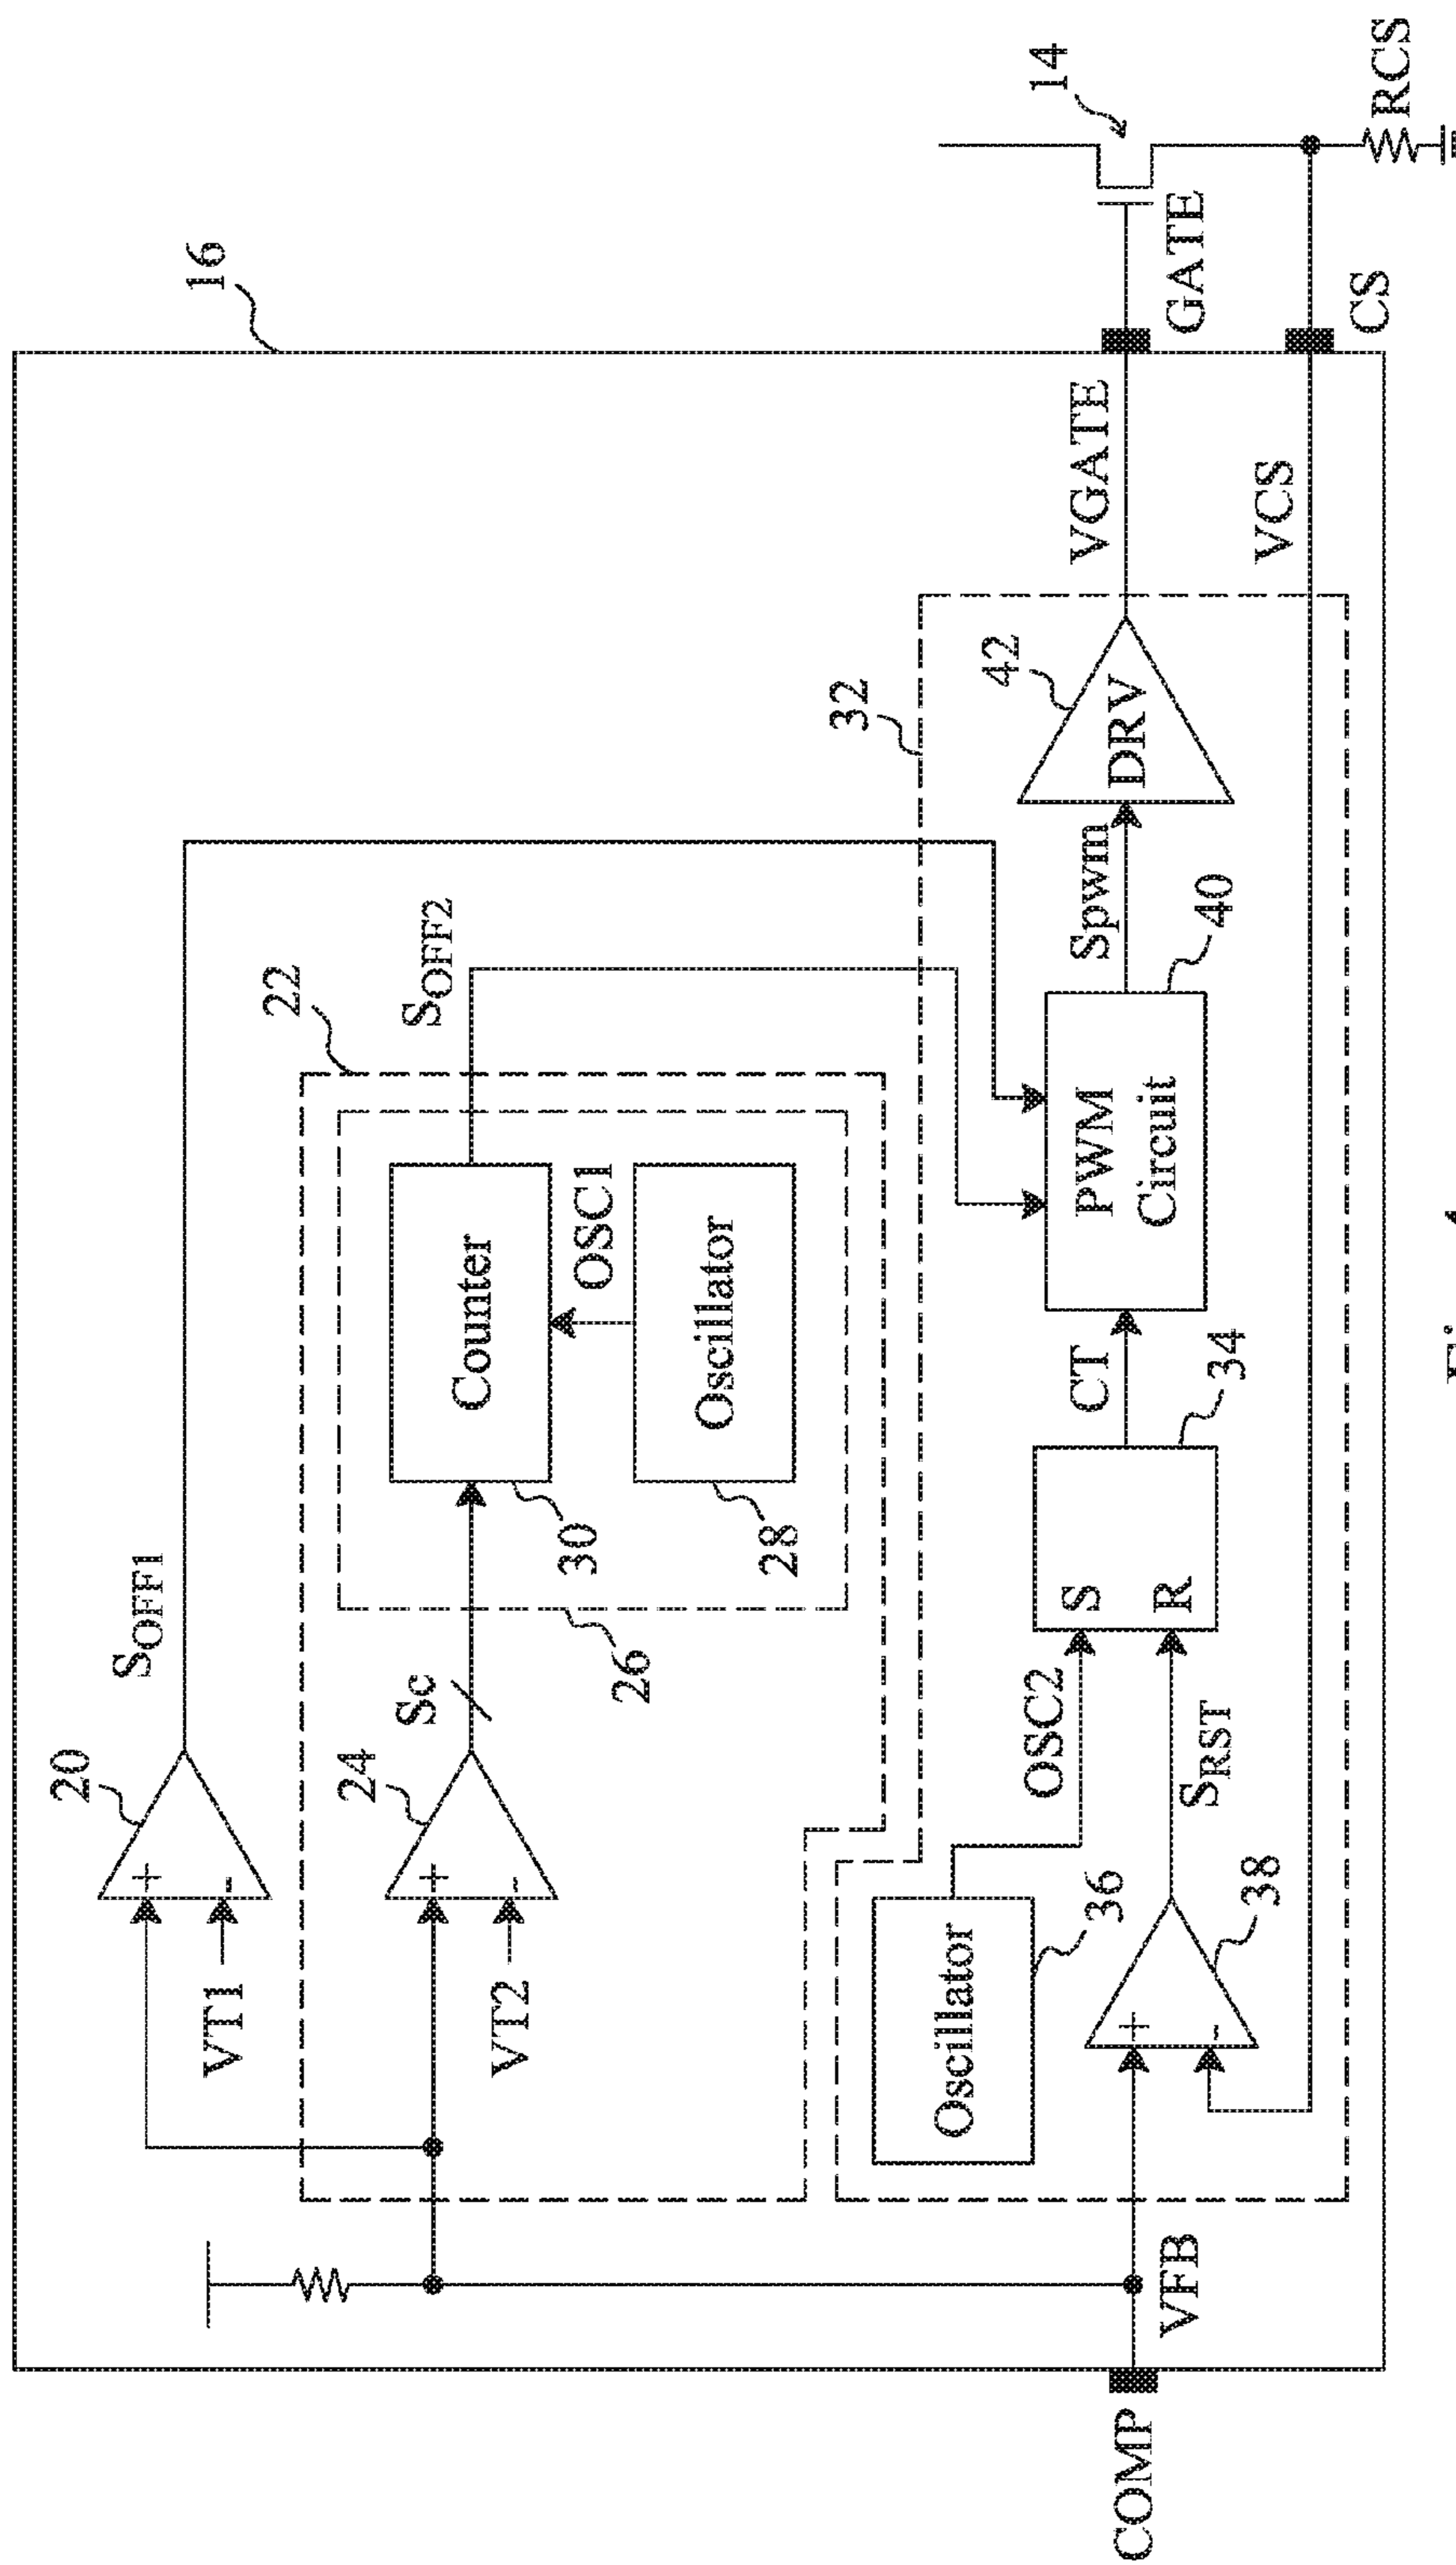 16
20
SOFF1
VT1
22
24
Sc
SOFF2
Counter
30
OSC1
VT2
26
28
Oscillator
32
14
Oscillator
36
OSC2
S
R
CT
34
PWM
Circuit
40
Spwm
42
DRV
VGATE
GATE
COMP
VFB
38
SRST
VCS
CS
RCS